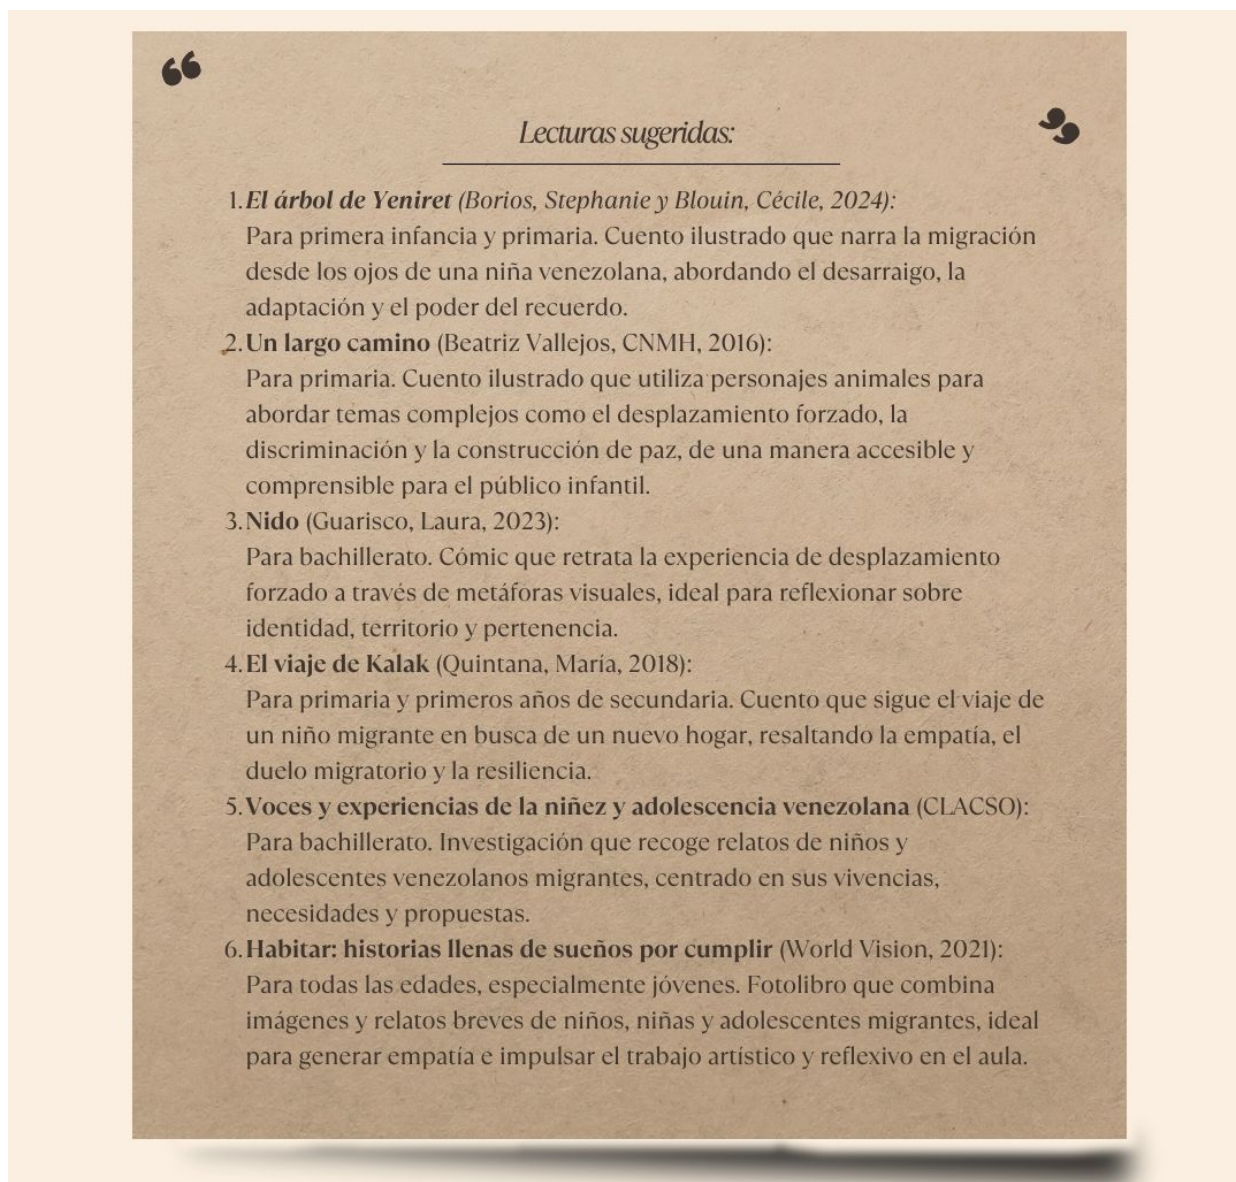 Lecturas sugeridas:
1. El árbol de Yeniret (Borios, Stephanie y Blouin, Cécile, 2024):
Para primera infancia y primaria. Cuento ilustrado que narra la migración
desde los ojos de una niña venezolana, abordando el desarraigo, la
adaptación y el poder del recuerdo.
2. Un largo camino (Beatriz Vallejos, CNMH, 2016):
Para primaria. Cuento ilustrado que utiliza personajes animales para
abordar temas complejos como el desplazamiento forzado, la
discriminación y la construcción de paz, de una manera accesible y
comprensible para el público infantil.
3. Nido (Guarisco, Laura, 2023):
Para bachillerato. Cómic que retrata la experiencia de desplazamiento
forzado a través de metáforas visuales, ideal para reflexionar sobre
identidad, territorio y pertenencia.
4. El viaje de Kalak (Quintana, María, 2018):
Para primaria y primeros años de secundaria. Cuento que sigue el viaje de
un niño migrante en busca de un nuevo hogar, resaltando la empatía, el
duelo migratorio y la resiliencia.
5. Voces y experiencias de la niñez y adolescencia venezolana (CLACSO):
Para bachillerato. Investigación que recoge relatos de niños y
adolescentes venezolanos migrantes, centrado en sus vivencias,
necesidades y propuestas.
6. Habitar: historias llenas de sueños por cumplir (World Vision, 2021):
Para todas las edades, especialmente jóvenes. Fotolibro que combina
imágenes y relatos breves de niños, niñas y adolescentes migrantes, ideal
para generar empatía e impulsar el trabajo artístico y reflexivo en el aula.